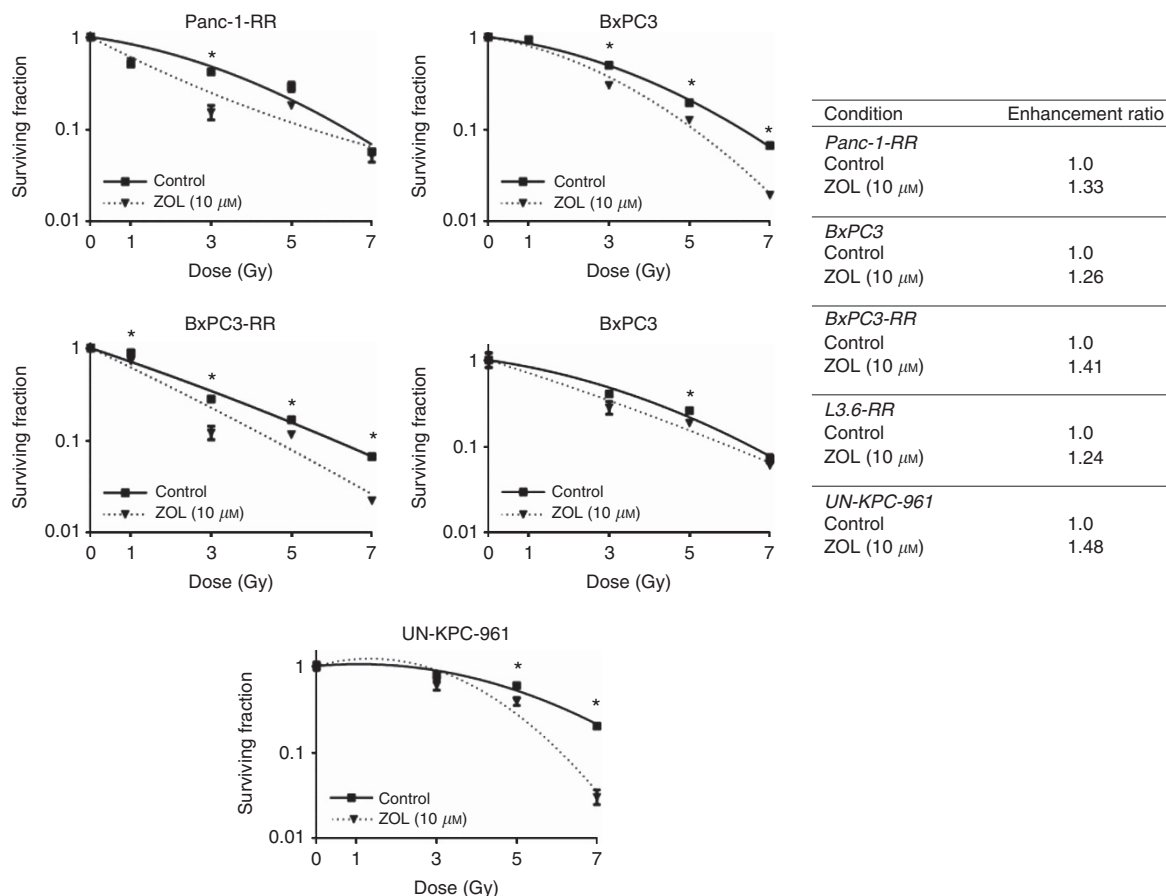 Panc-1-RR
*
1
0.1
0.01
Surviving fraction
Control
ZOL (10 μM)
0 1 3 5 7
Dose (Gy)
BxPC3
* * *
1
0.1
0.01
Surviving fraction
Control
ZOL (10 μM)
0 1 3 5 7
Dose (Gy)
BxPC3-RR
* * * *
1
0.1
0.01
Surviving fraction
Control
ZOL (10 μM)
0 1 3 5 7
Dose (Gy)
BxPC3
*
1
0.1
0.01
Surviving fraction
Control
ZOL (10 μM)
0 1 3 5 7
Dose (Gy)
UN-KPC-961
* *
1
0.1
0.01
Surviving fraction
Control
ZOL (10 μM)
0 1 3 5 7
Dose (Gy)
Condition Enhancement ratio
Panc-1-RR
Control 1.0
ZOL (10 μM) 1.33
BxPC3
Control 1.0
ZOL (10 μM) 1.26
BxPC3-RR
Control 1.0
ZOL (10 μM) 1.41
L3.6-RR
Control 1.0
ZOL (10 μM) 1.24
UN-KPC-961
Control 1.0
ZOL (10 μM) 1.48